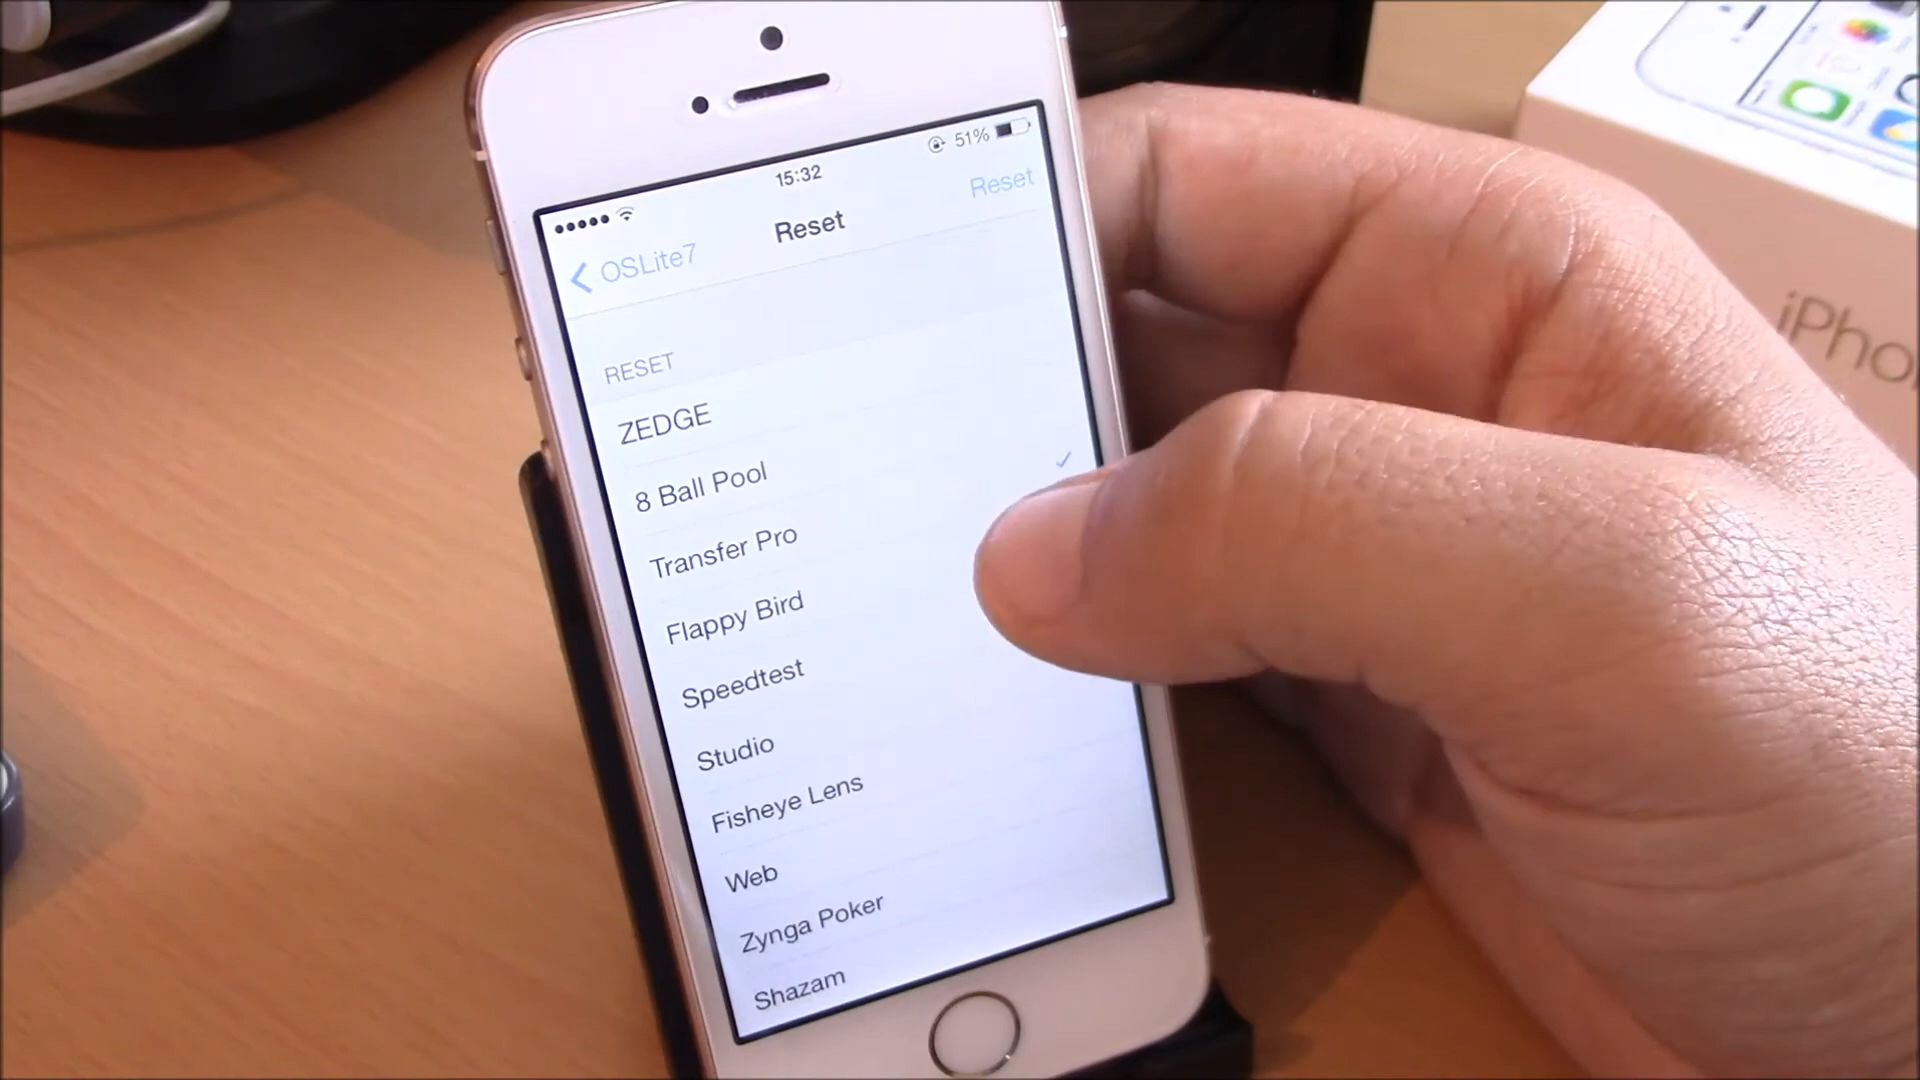 51%
15:32
Reset
Reset
OSLite7
RESET
ZEDGE
8 Ball Pool
Transfer Pro
Flappy Bird
Speedtest
Studio
Fisheye Lens
Web
Zynga Poker
Shazam
iPho